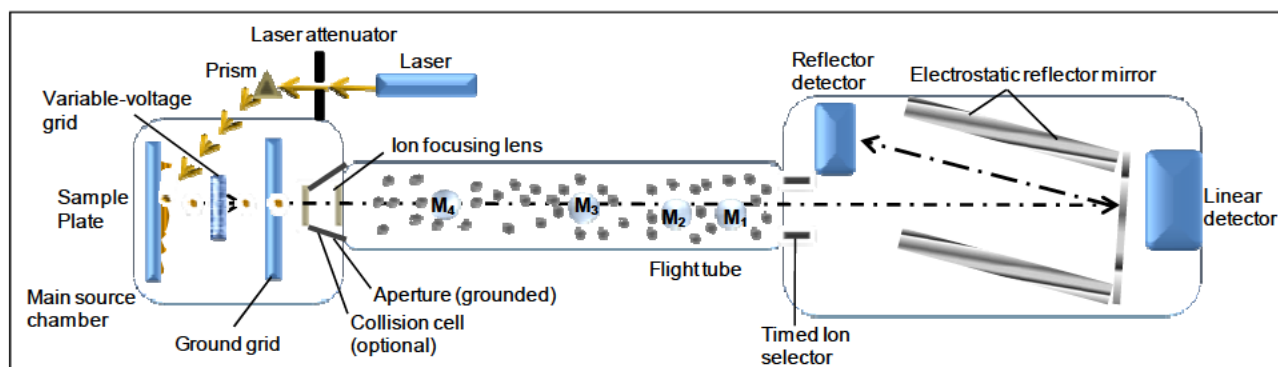 Laser attenuator
Laser
Prism
Variable-voltage
grid
Ion focusing lens
Sample
Plate
Main source
chamber
Ground grid
Aperture (grounded)
Collision cell
(optional)
M4
M3
M2
M1
Flight tube
Timed Ion
selector
Reflector
detector
Electrostatic reflector mirror
Linear
detector